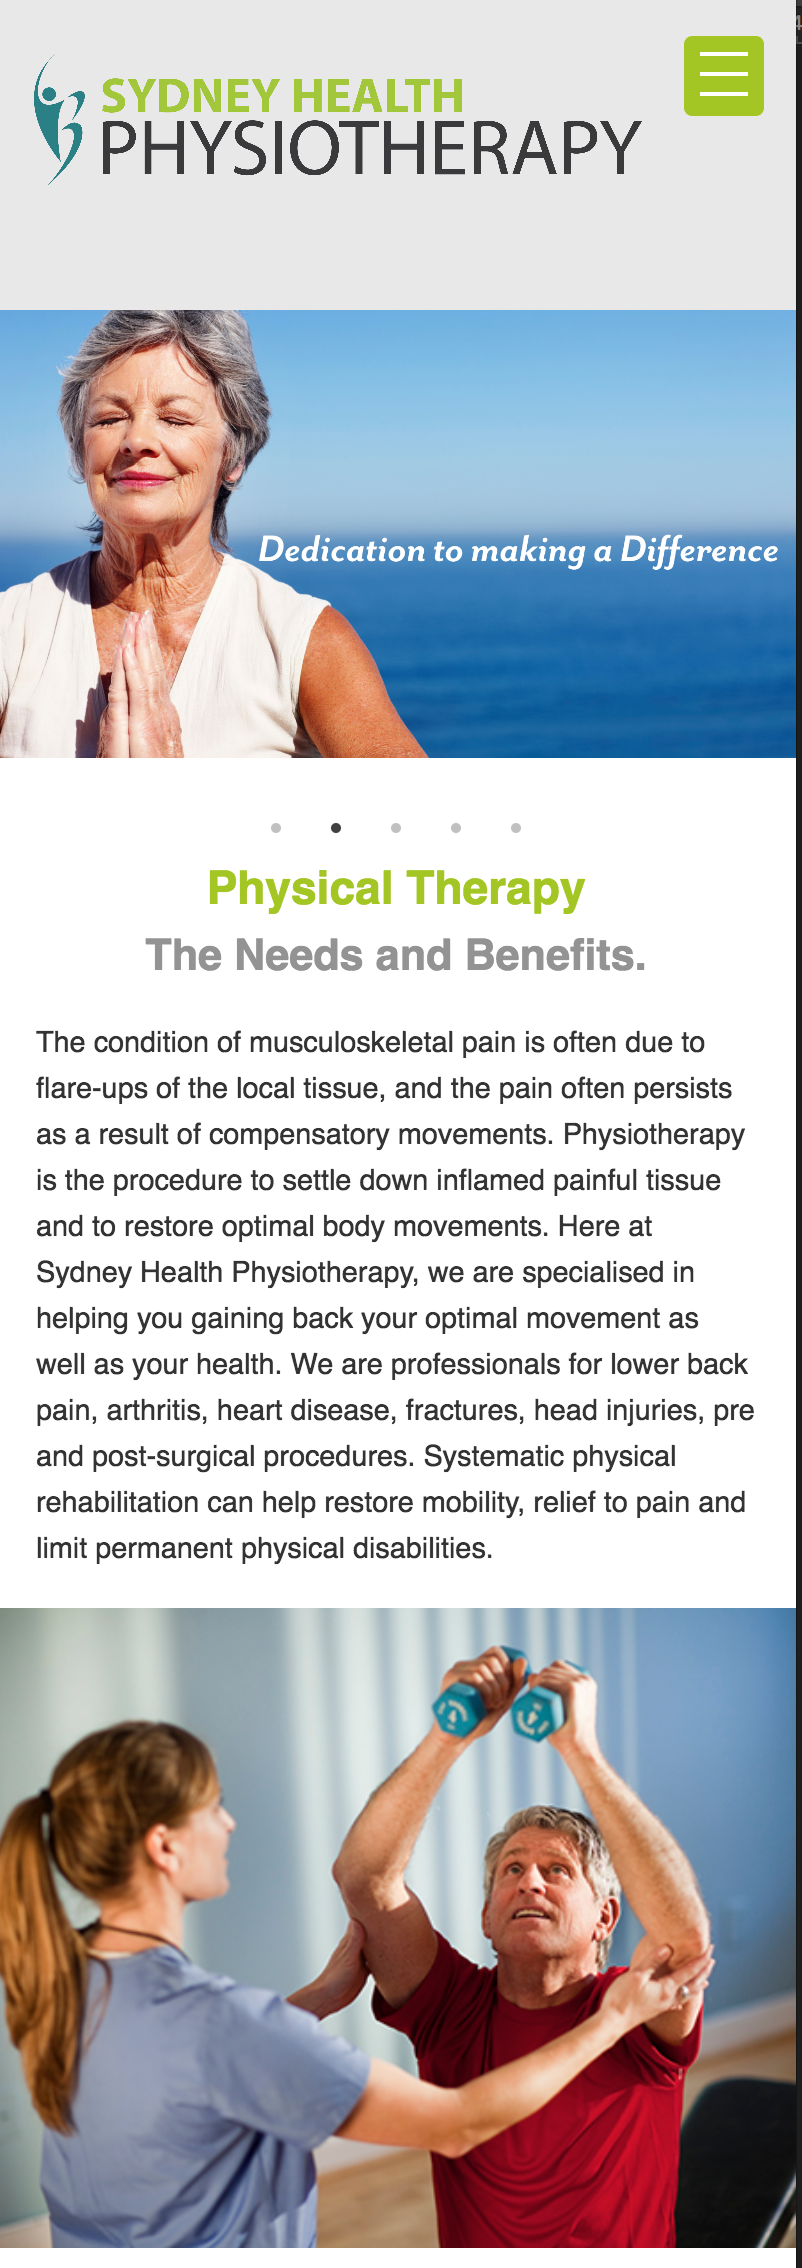 SYDNEY HEALTH
PHYSIOTHERAPY
Dedication to making a Difference
Physical Therapy
The Needs and Benefits.
The condition of musculoskeletal pain is often due to
flare-ups of the local tissue, and the pain often persists
as a result of compensatory movements. Physiotherapy
is the procedure to settle down inflamed painful tissue
and to restore optimal body movements. Here at
Sydney Health Physiotherapy, we are specialised in
helping you gaining back your optimal movement as
well as your health. We are professionals for lower back
pain, arthritis, heart disease, fractures, head injuries, pre
and post-surgical procedures. Systematic physical
rehabilitation can help restore mobility, relief to pain and
limit permanent physical disabilities.